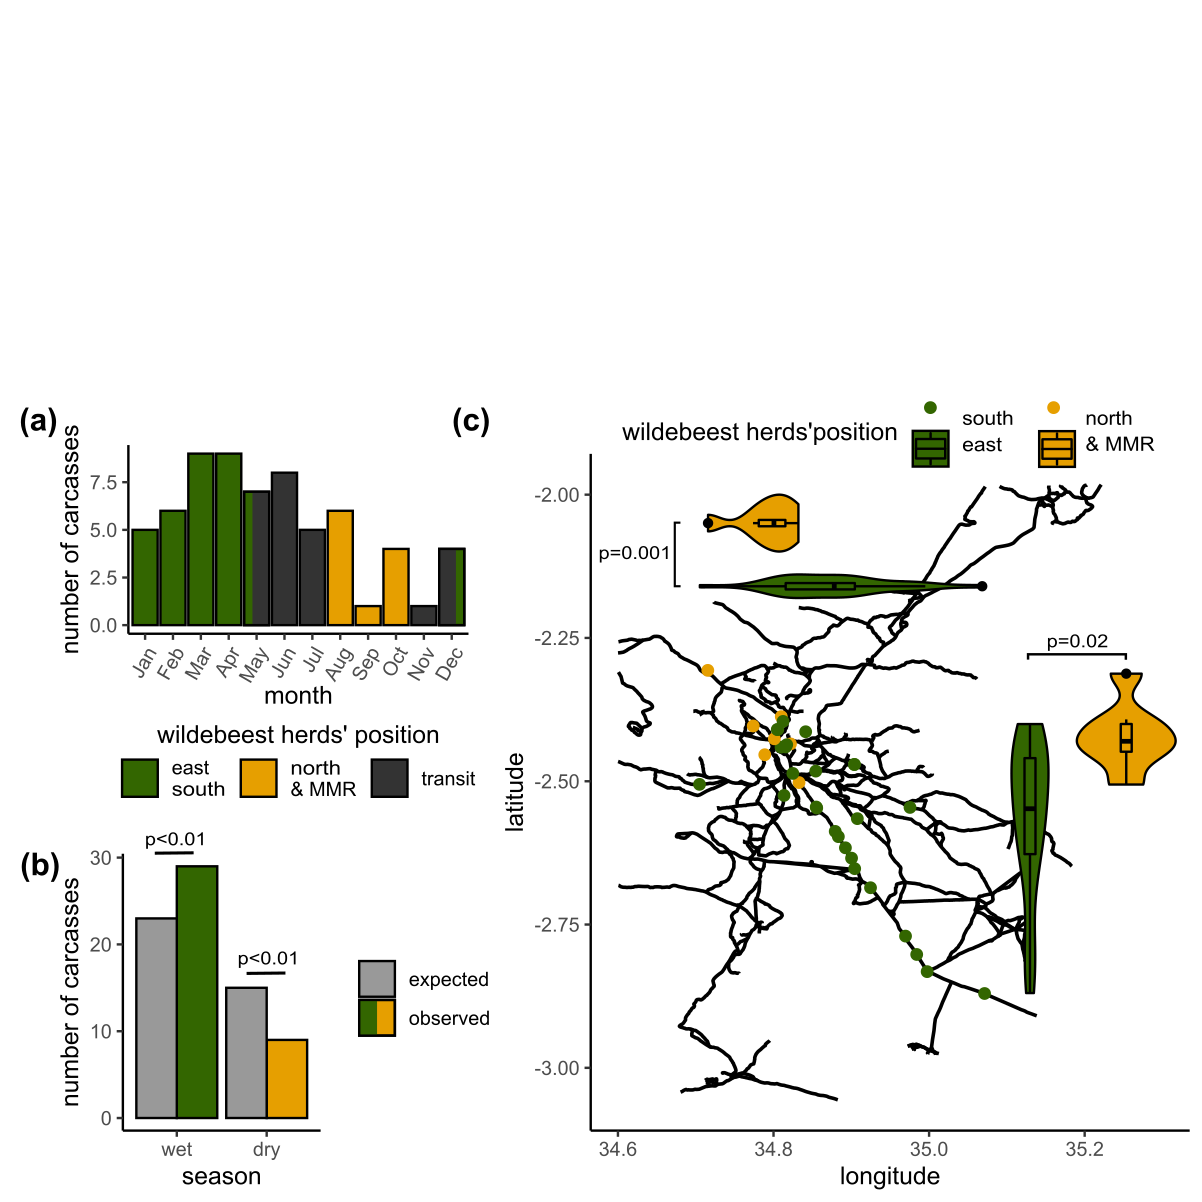 (a)
number of carcasses
7.5
5.0
2.5
0.0
Jan
Feb
Mar
Apr
May
Jun
Jul
Aug
Sep
Oct
Nov
Dec
month
wildebeest herds' position
east
south
north
& MMR
transit
(b)
number of carcasses
30
20
10
0
p<0.01
p<0.01
wet
dry
season
expected
observed
(c)
wildebeest herds'position
south
east
north
& MMR
latitude
-2.00
-2.25
-2.50
-2.75
-3.00
p=0.001
p=0.02
34.6
34.8
35.0
35.2
longitude